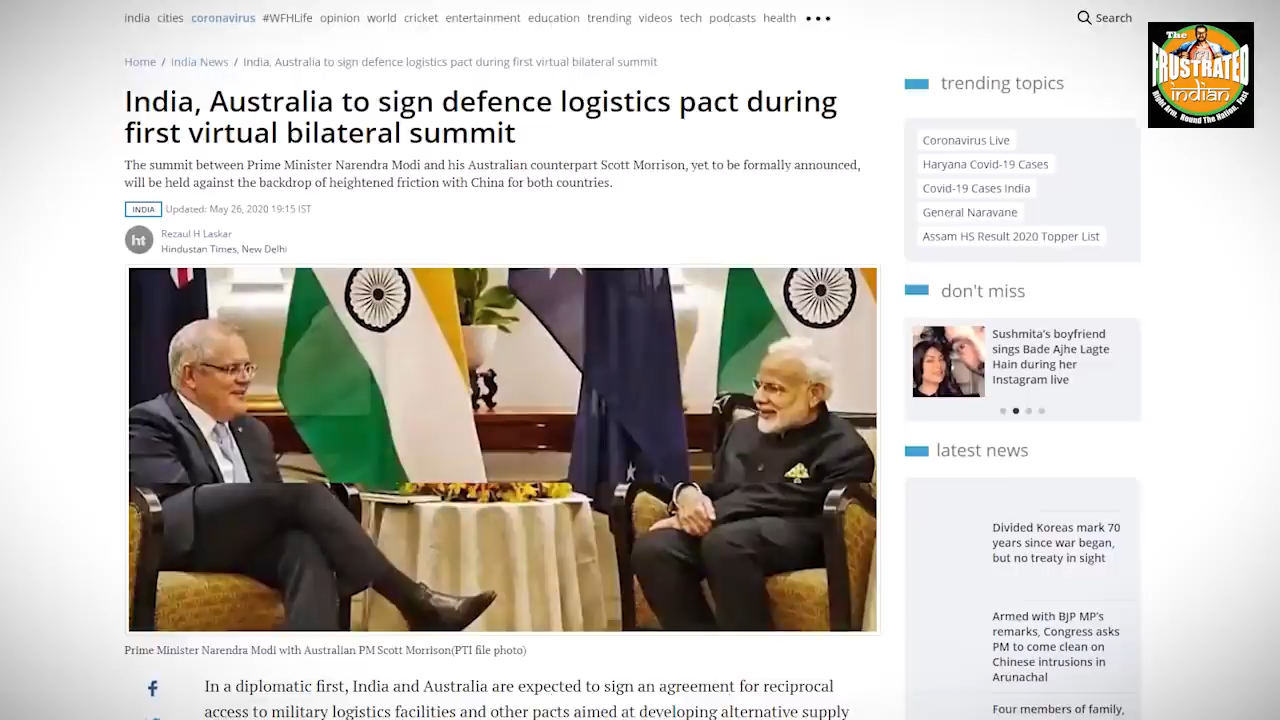 india cities coronavirus #WFHLife opinion world cricket entertainment education trending videos tech podcasts health
Search
Home / India News / India, Australia to sign defence logistics pact during first virtual bilateral summit
India, Australia to sign defence logistics pact during
first virtual bilateral summit
The summit between Prime Minister Narendra Modi and his Australian counterpart Scott Morrison, yet to be formally announced,
will be held against the backdrop of heightened friction with China for both countries.
INDIA Updated: May 26, 2020 19:15 IST
ht
Rezaul H Laskar
Hindustan Times, New Delhi
Prime Minister Narendra Modi with Australian PM Scott Morrison(PTI file photo)
In a diplomatic first, India and Australia are expected to sign an agreement for reciprocal
access to military logistics facilities and other pacts aimed at developing alternative supply
trending topics
Coronavirus Live
Haryana Covid-19 Cases
Covid-19 Cases India
General Naravane
Assam HS Result 2020 Topper List
don't miss
Sushmita's boyfriend
sings Bade Ajhe Lagte
Hain during her
Instagram live
latest news
Divided Koreas mark 70
years since war began,
but no treaty in sight
Armed with BJP MP's
remarks, Congress asks
PM to come clean on
Chinese intrusions in
Arunachal
Four members of family,
The
FRUSTRATED
indian
Right Arm, Round The Nation, Fast